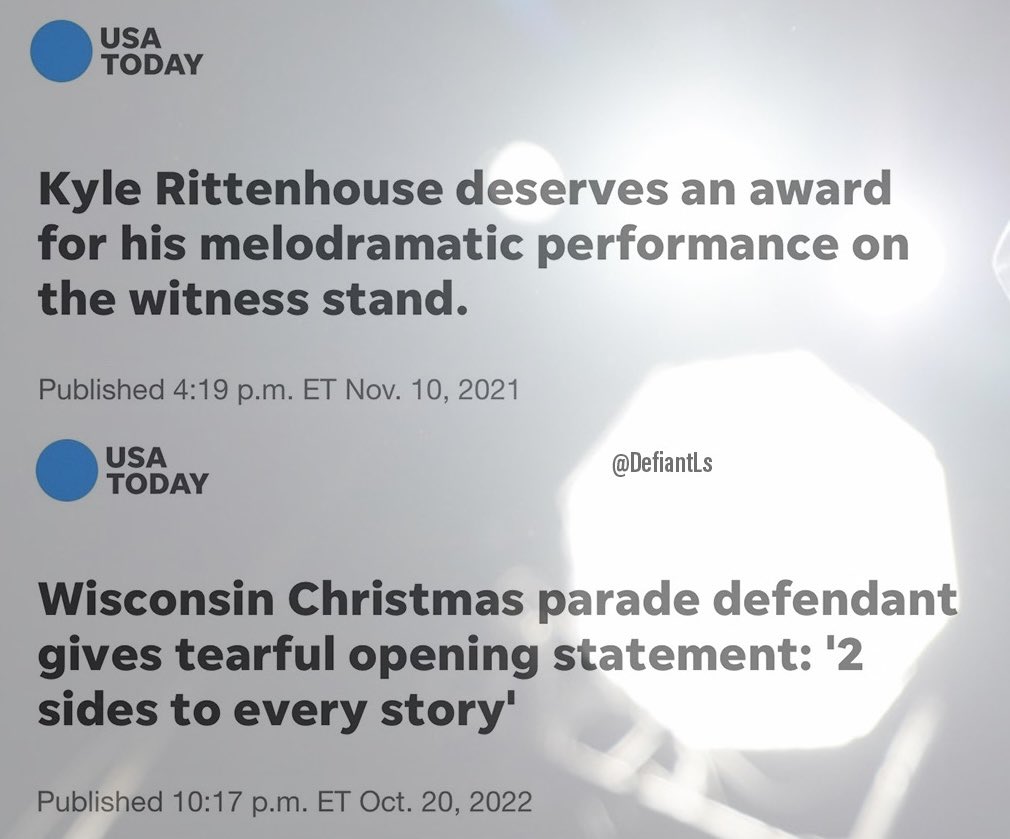 USA
TODAY
Kyle Rittenhouse deserves an award
for his melodramatic performance on
the witness stand.
Published 4:19 p.m. ET Nov. 10, 2021
USA
TODAY
@DefiantLs
Wisconsin Christmas parade defendant
gives tearful opening statement: '2
sides to every story'
Published 10:17 p.m. ET Oct. 20, 2022